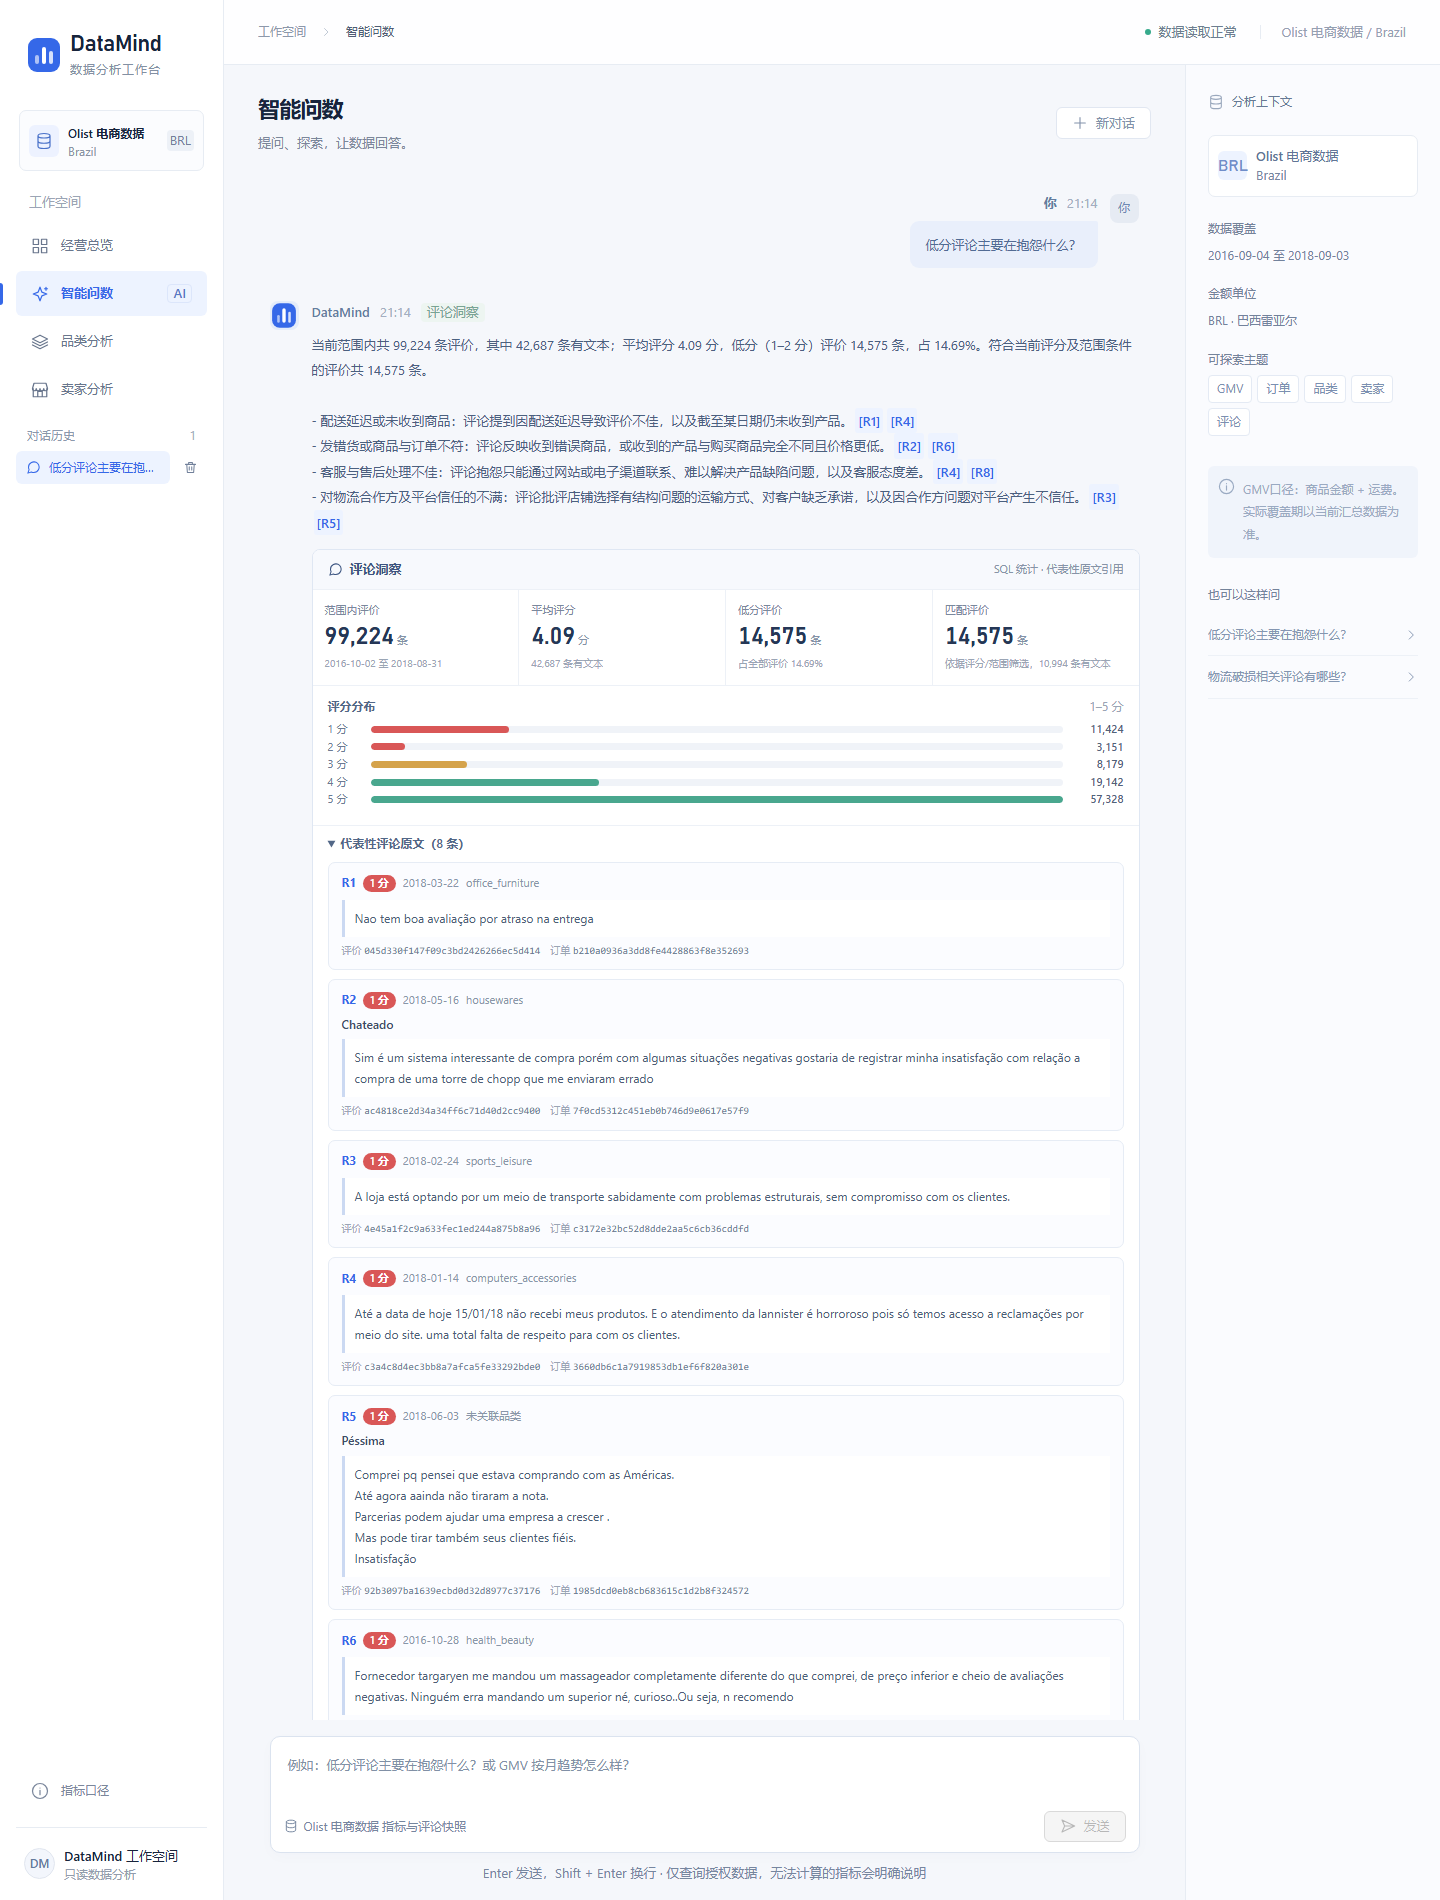 DataMind
数据分析工作台
Olist 电商数据
Brazil
BRL
工作空间
经营总览
智能问数
AI
品类分析
卖家分析
对话历史
1
低分评论主要在抱...
指标口径
DM
DataMind 工作空间
只读数据分析
工作空间
智能问数
数据读取正常
Olist 电商数据 / Brazil
智能问数
提问、探索，让数据回答。
新对话
你 21:14
你
低分评论主要在抱怨什么？
DataMind 21:14 评论洞察
当前范围内共 99,224 条评价，其中 42,687 条有文本；平均评分 4.09 分，低分（1–2 分）评价 14,575 条，占 14.69%。符合当前评分及范围条件
的评价共 14,575 条。
- 配送延迟或未收到商品：评论提到因配送延迟导致评价不佳，以及截至某日期仍未收到产品。 [R1] [R4]
- 发错货或商品与订单不符：评论反映收到错误商品，或收到的产品与购买商品完全不同且价格更低。 [R2] [R6]
- 客服与售后处理不佳：评论抱怨只能通过网站或电子渠道联系、难以解决产品缺陷问题，以及客服态度差。 [R4] [R8]
- 对物流合作方及平台信任的不满：评论批评店铺选择有结构问题的运输方式、对客户缺乏承诺，以及因合作方问题对平台产生不信任。 [R3]
[R5]
评论洞察
SQL 统计 · 代表性原文引用
范围内评价
99,224 条
2016-10-02 至 2018-08-31
平均评分
4.09 分
42,687 条有文本
低分评价
14,575 条
占全部评价 14.69%
匹配评价
14,575 条
依据评分/范围筛选，10,994 条有文本
评分分布
1–5 分
1 分 11,424
2 分 3,151
3 分 8,179
4 分 19,142
5 分 57,328
▼ 代表性评论原文（8 条）
R1 1 分 2018-03-22 office_furniture
Nao tem boa avaliação por atraso na entrega
评价 045d330f147f09c3bd2426266ec5d414 订单 b210a0936a3dd8fe4428863f8e352693
R2 1 分 2018-05-16 housewares
Chateado
Sim é um sistema interessante de compra porém com algumas situações negativas gostaria de registrar minha insatisfação com relação a
compra de uma torre de chopp que me enviaram errado
评价 ac4818ce2d34a34ff6c71d40d2cc9400 订单 7f0cd5312c451eb0b746d9e0617e57f9
R3 1 分 2018-02-24 sports_leisure
A loja está optando por um meio de transporte sabidamente com problemas estruturais, sem compromisso com os clientes.
评价 4e45a1f2c9a633fec1ed244a875b8a96 订单 c3172e32bc52d8dde2aa5c6cb36cddfd
R4 1 分 2018-01-14 computers_accessories
Até a data de hoje 15/01/18 não recebi meus produtos. E o atendimento da lannister é horroroso pois só temos acesso a reclamações por
meio do site. uma total falta de respeito para com os clientes.
评价 c3a4c8d4ec3bb8a7afca5fe33292bde0 订单 3660db6c1a7919853db1ef6f820a301e
R5 1 分 2018-06-03 未关联品类
Péssima
Comprei pq pensei que estava comprando com as Américas.
Até agora aainda não tiraram a nota.
Parcerias podem ajudar uma empresa a crescer .
Mas pode tirar também seus clientes fiéis.
Insatisfação
评价 92b3097ba1639ecbd0d32d8977c37176 订单 1985dcd0eb8cb683615c1d2b8f324572
R6 1 分 2016-10-28 health_beauty
Fornecedor targaryen me mandou um massageador completamente diferente do que comprei, de preço inferior e cheio de avaliações
negativas. Ninguém erra mandando um superior né, curioso..Ou seja, n recomendo
例如：低分评论主要在抱怨什么？或 GMV 按月趋势怎么样？
Olist 电商数据 指标与评论快照
发送
Enter 发送，Shift + Enter 换行 · 仅查询授权数据，无法计算的指标会明确说明
分析上下文
BRL
Olist 电商数据
Brazil
数据覆盖
2016-09-04 至 2018-09-03
金额单位
BRL · 巴西雷亚尔
可探索主题
GMV 订单 品类 卖家
评论
GMV口径：商品金额 + 运费。
实际覆盖期以当前汇总数据为
准。
也可以这样问
低分评论主要在抱怨什么？
物流破损相关评论有哪些？